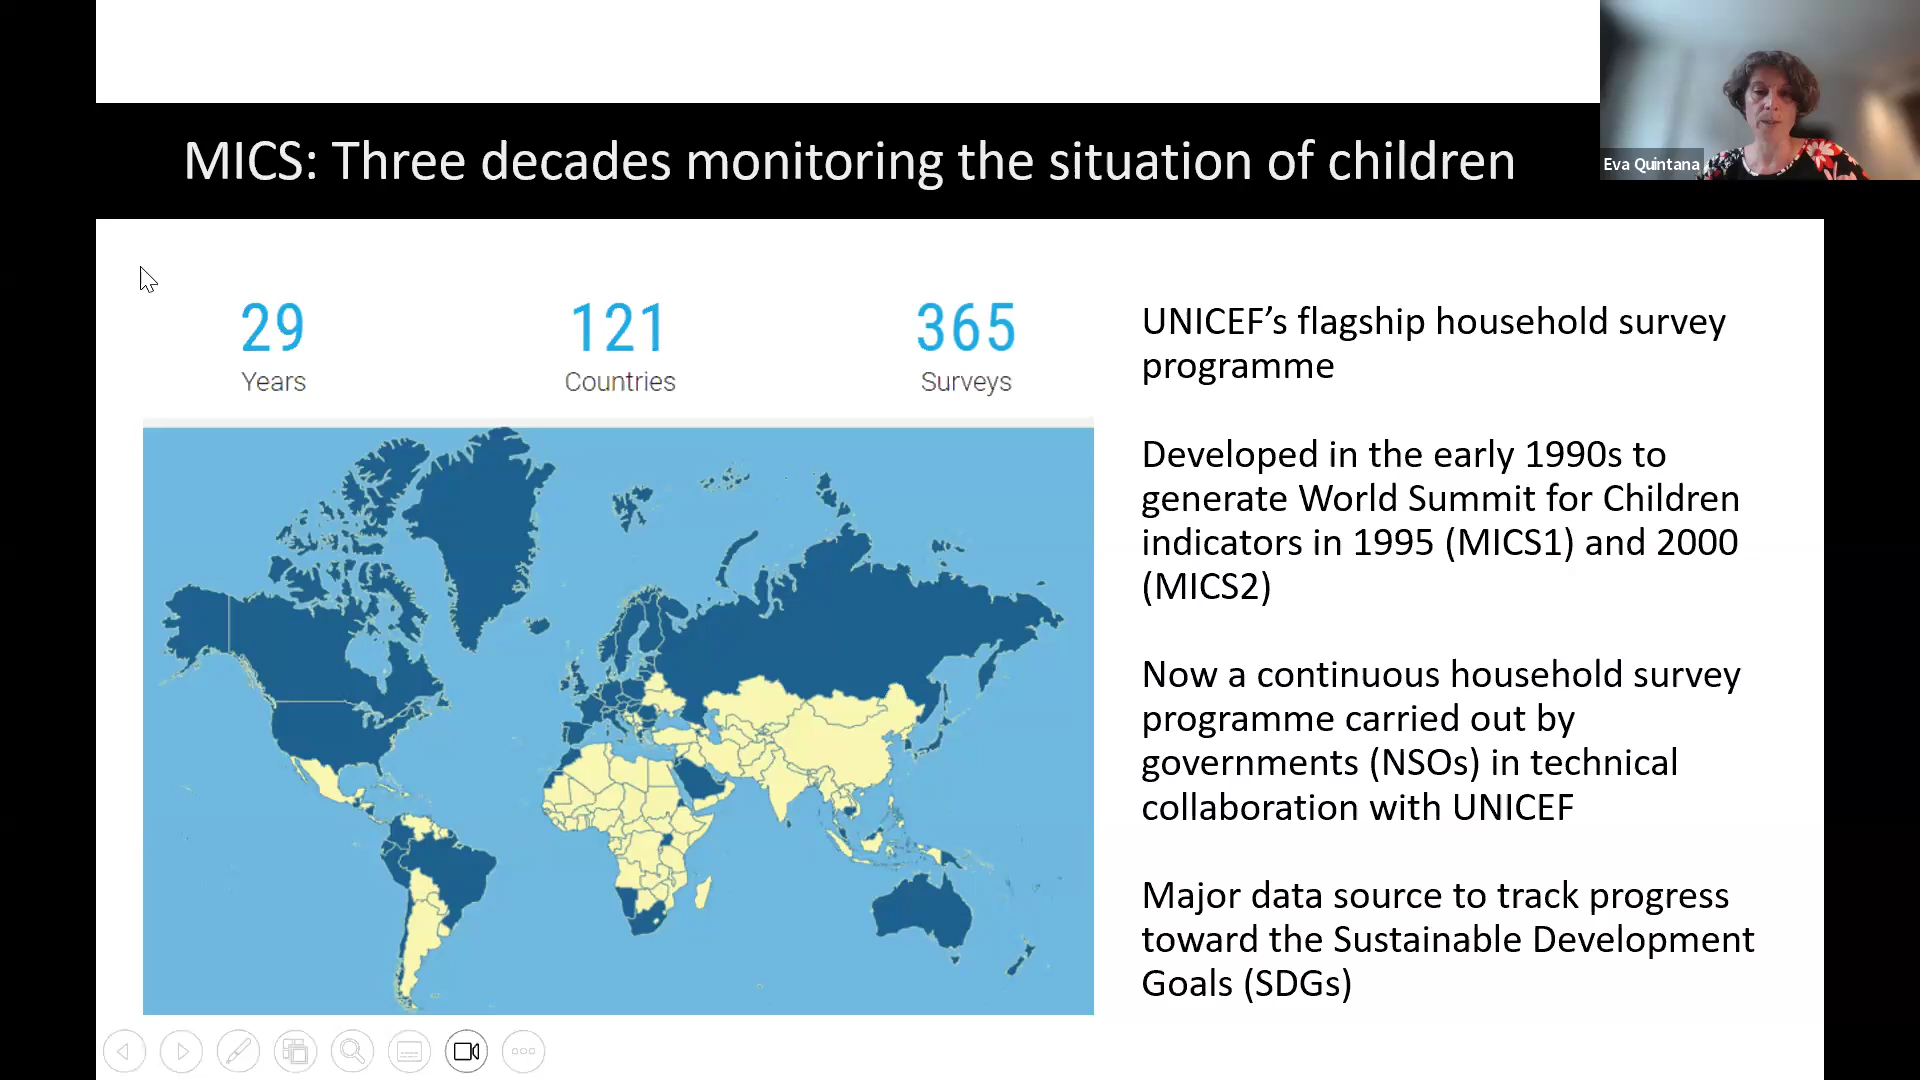 MICS: Three decades monitoring the situation of children
Eva Quintana
29
Years
121
Countries
365
Surveys
UNICEF’s flagship household survey
programme
Developed in the early 1990s to
generate World Summit for Children
indicators in 1995 (MICS1) and 2000
(MICS2)
Now a continuous household survey
programme carried out by
governments (NSOs) in technical
collaboration with UNICEF
Major data source to track progress
toward the Sustainable Development
Goals (SDGs)